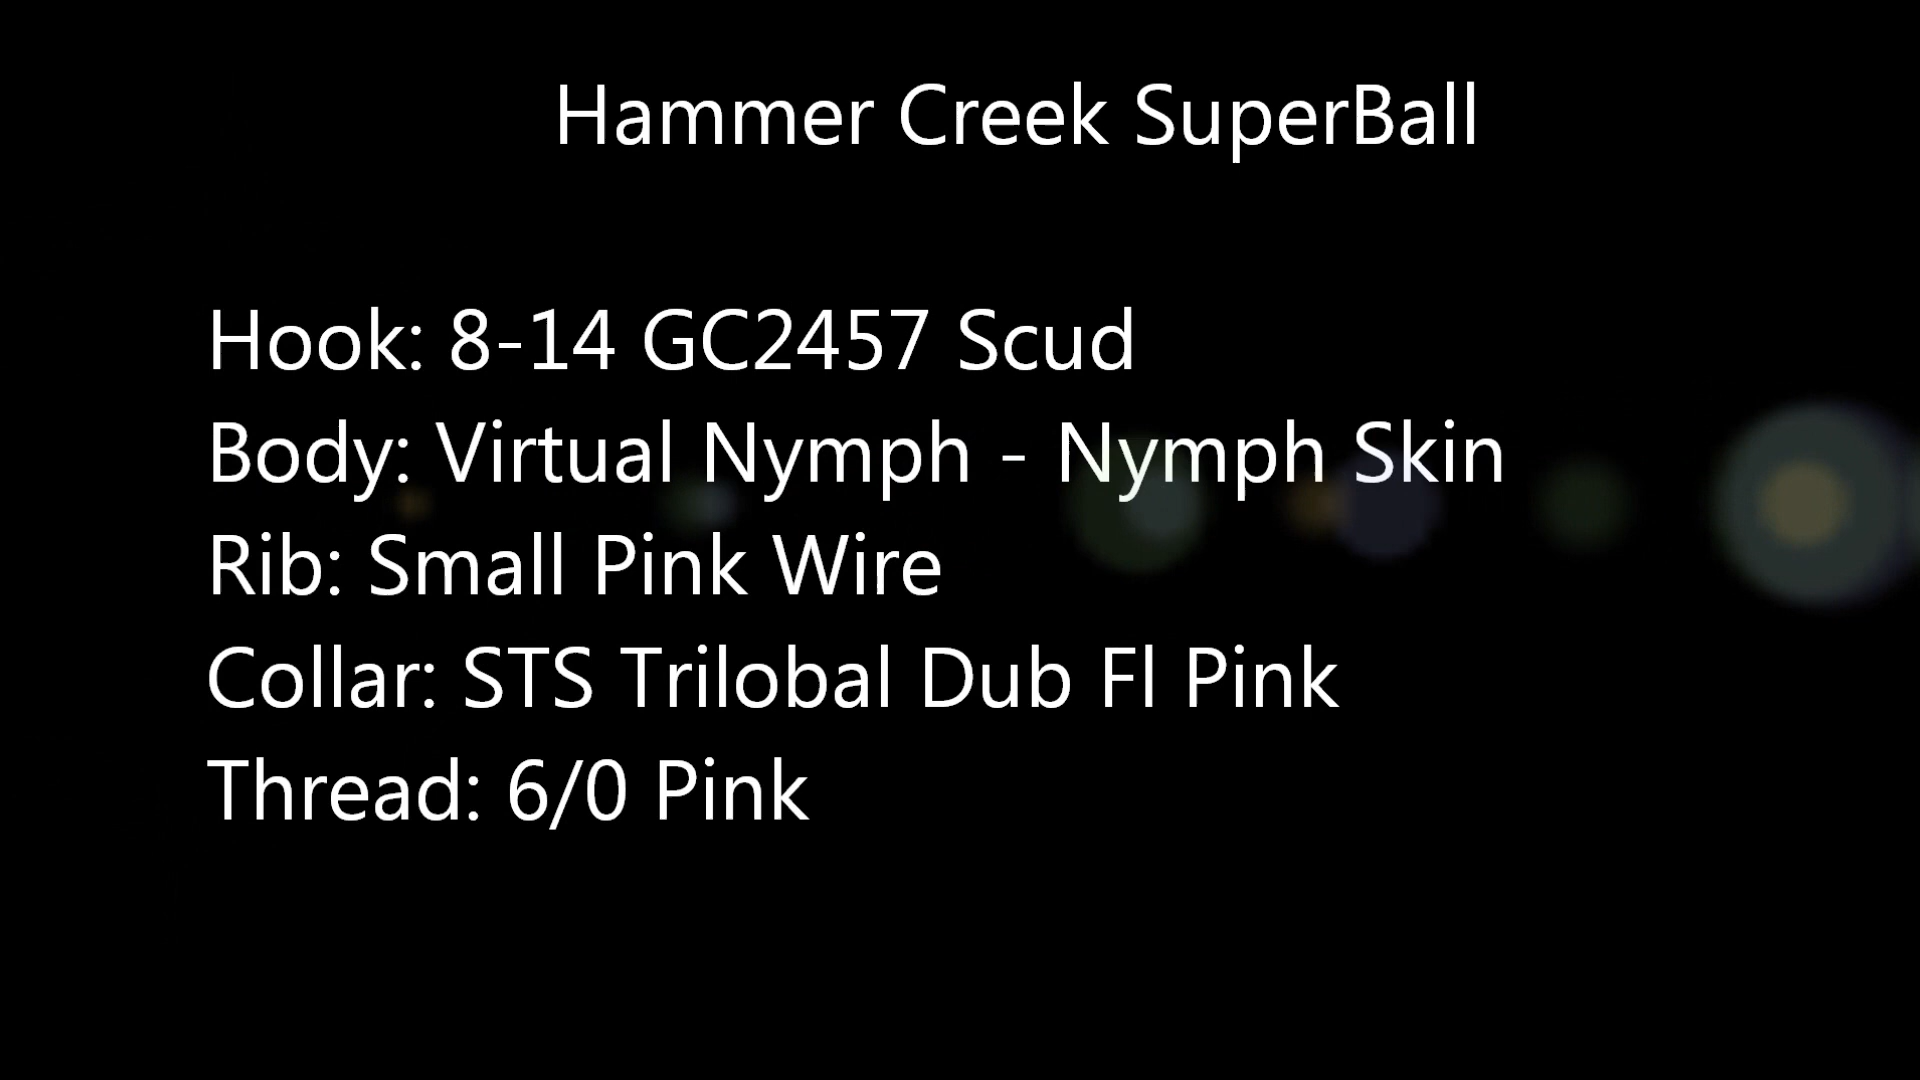 Hammer Creek SuperBall
Hook: 8-14 GC2457 Scud
Body: Virtual Nymph - Nymph Skin
Rib: Small Pink Wire
Collar: STS Trilobal Dub Fl Pink
Thread: 6/0 Pink